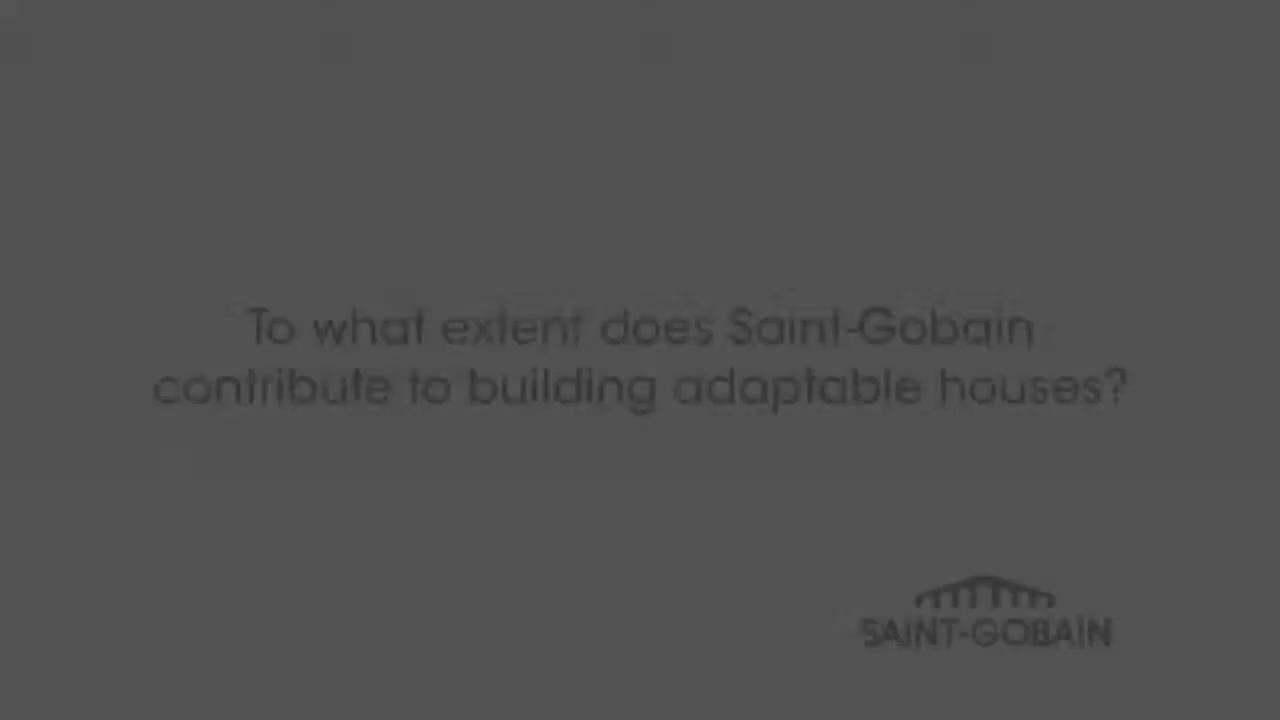 To what extent does Saint-Gobain
contribute to building adaptable houses?
SAINT-GOBAIN